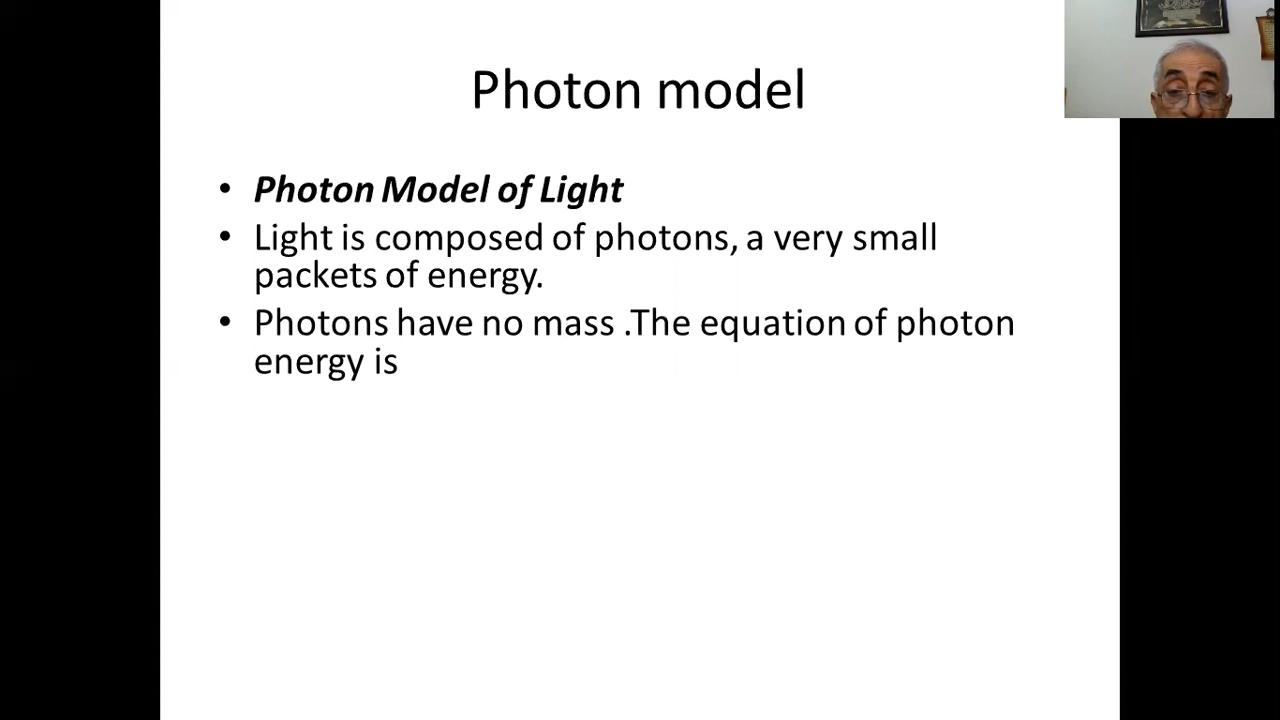 Photon model
• Photon Model of Light
• Light is composed of photons, a very small
packets of energy.
• Photons have no mass .The equation of photon
energy is